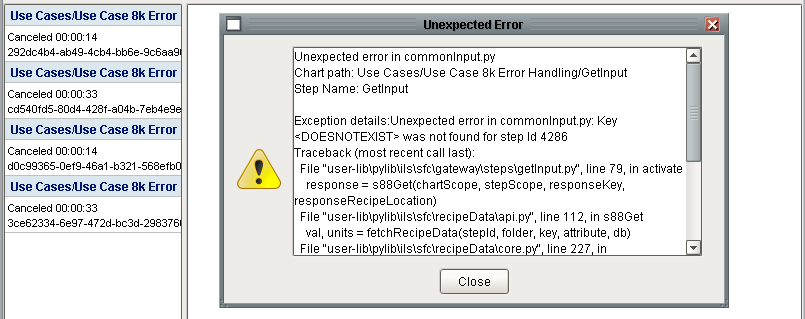 Use Cases/Use Case 8k Error
Canceled 00:00:14
292dc4b4-ab49-4cb4-bb6e-9c6aa90
Use Cases/Use Case 8k Error
Canceled 00:00:33
cd540fd5-80d4-428f-a04b-7eb4e9e
Use Cases/Use Case 8k Error
Canceled 00:00:14
d0c99365-0ef9-46a1-b321-568efb0
Use Cases/Use Case 8k Error
Canceled 00:00:33
3ce62334-6e97-472d-bc3d-2983760
Unexpected Error
Unexpected error in commonInput.py
Chart path: Use Cases/Use Case 8k Error Handling/GetInput
Step Name: GetInput
Exception details:Unexpected error in commonInput.py: Key
<DOESNOTEXIST> was not found for step Id 4286
Traceback (most recent call last):
File "user-lib\pylib\ils\sfc\gateway\steps\getInput.py", line 79, in activate
response = s88Get(chartScope, stepScope, responseKey,
responseRecipeLocation)
File "user-lib\pylib\ils\sfc\recipeData\api.py", line 112, in s88Get
val, units = fetchRecipeData(stepId, folder, key, attribute, db)
File "user-lib\pylib\ils\sfc\recipeData\core.py", line 227, in
Close